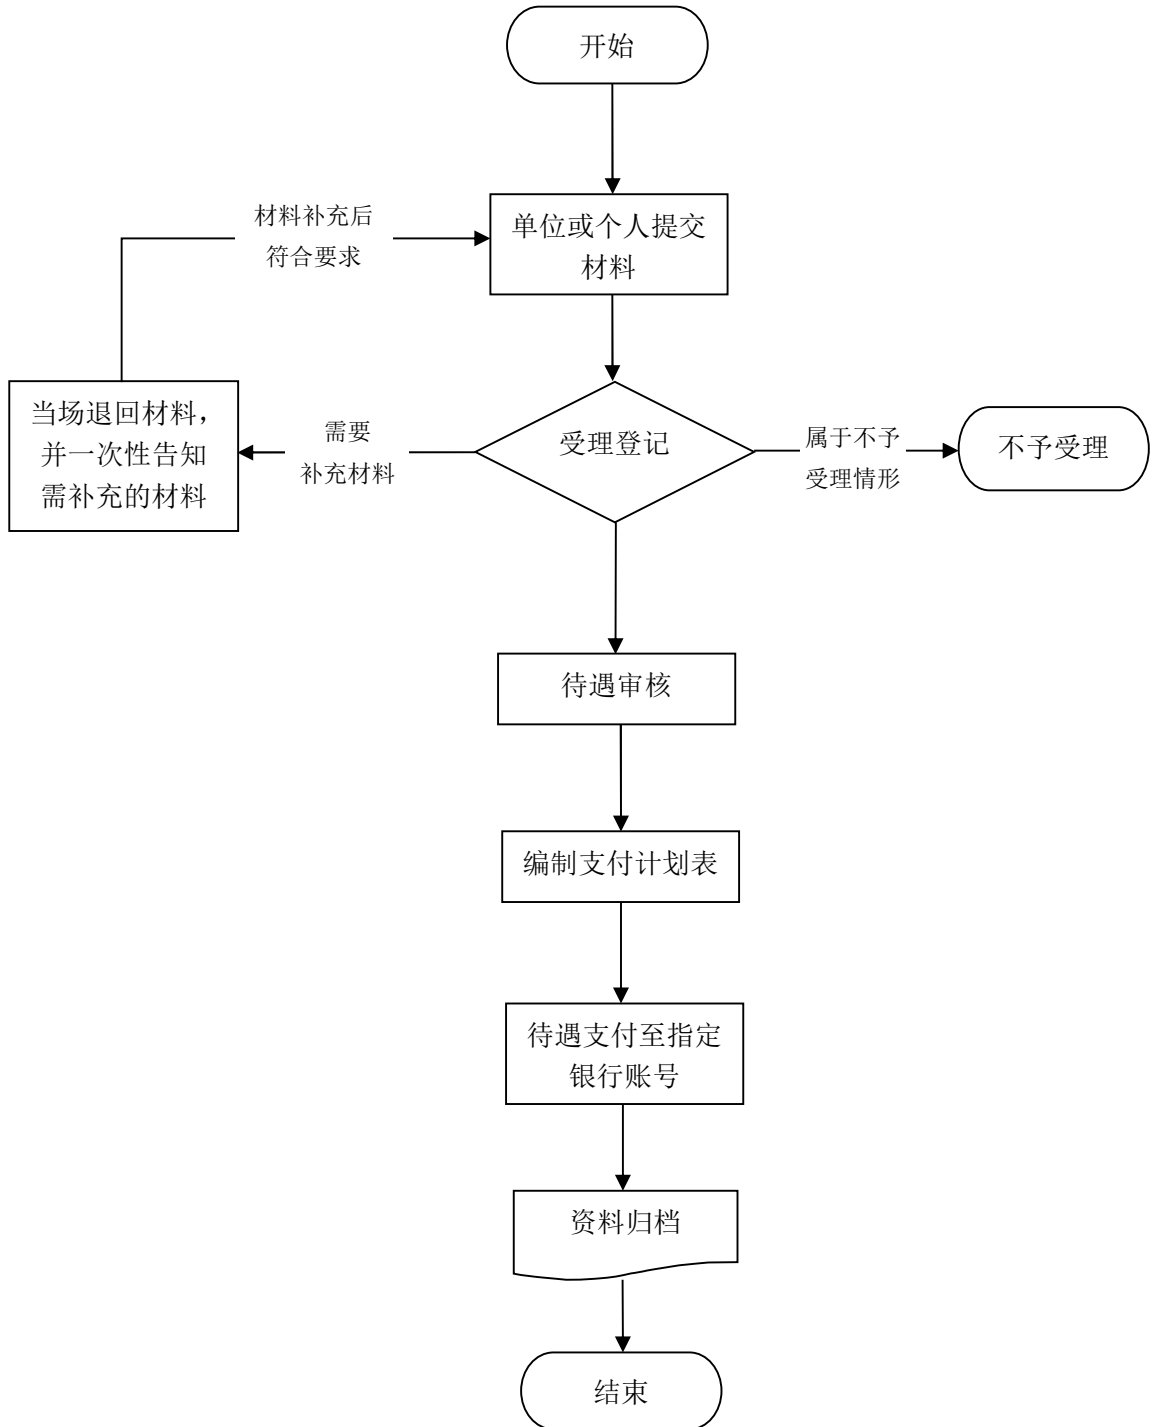 开始
材料补充后
符合要求
单位或个人提交
材料
当场退回材料，
并一次性告知
需补充的材料
需要
补充材料
受理登记
属于不予
受理情形
不予受理
待遇审核
编制支付计划表
待遇支付至指定
银行账号
资料归档
结束